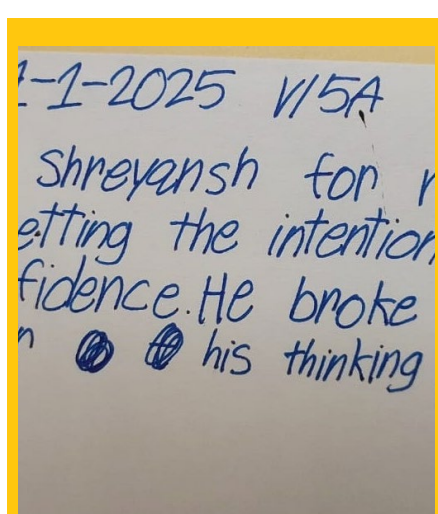 1-1-2025 V/5A
Shreyansh for r
etting the intention
fidence. He broke
n his thinking